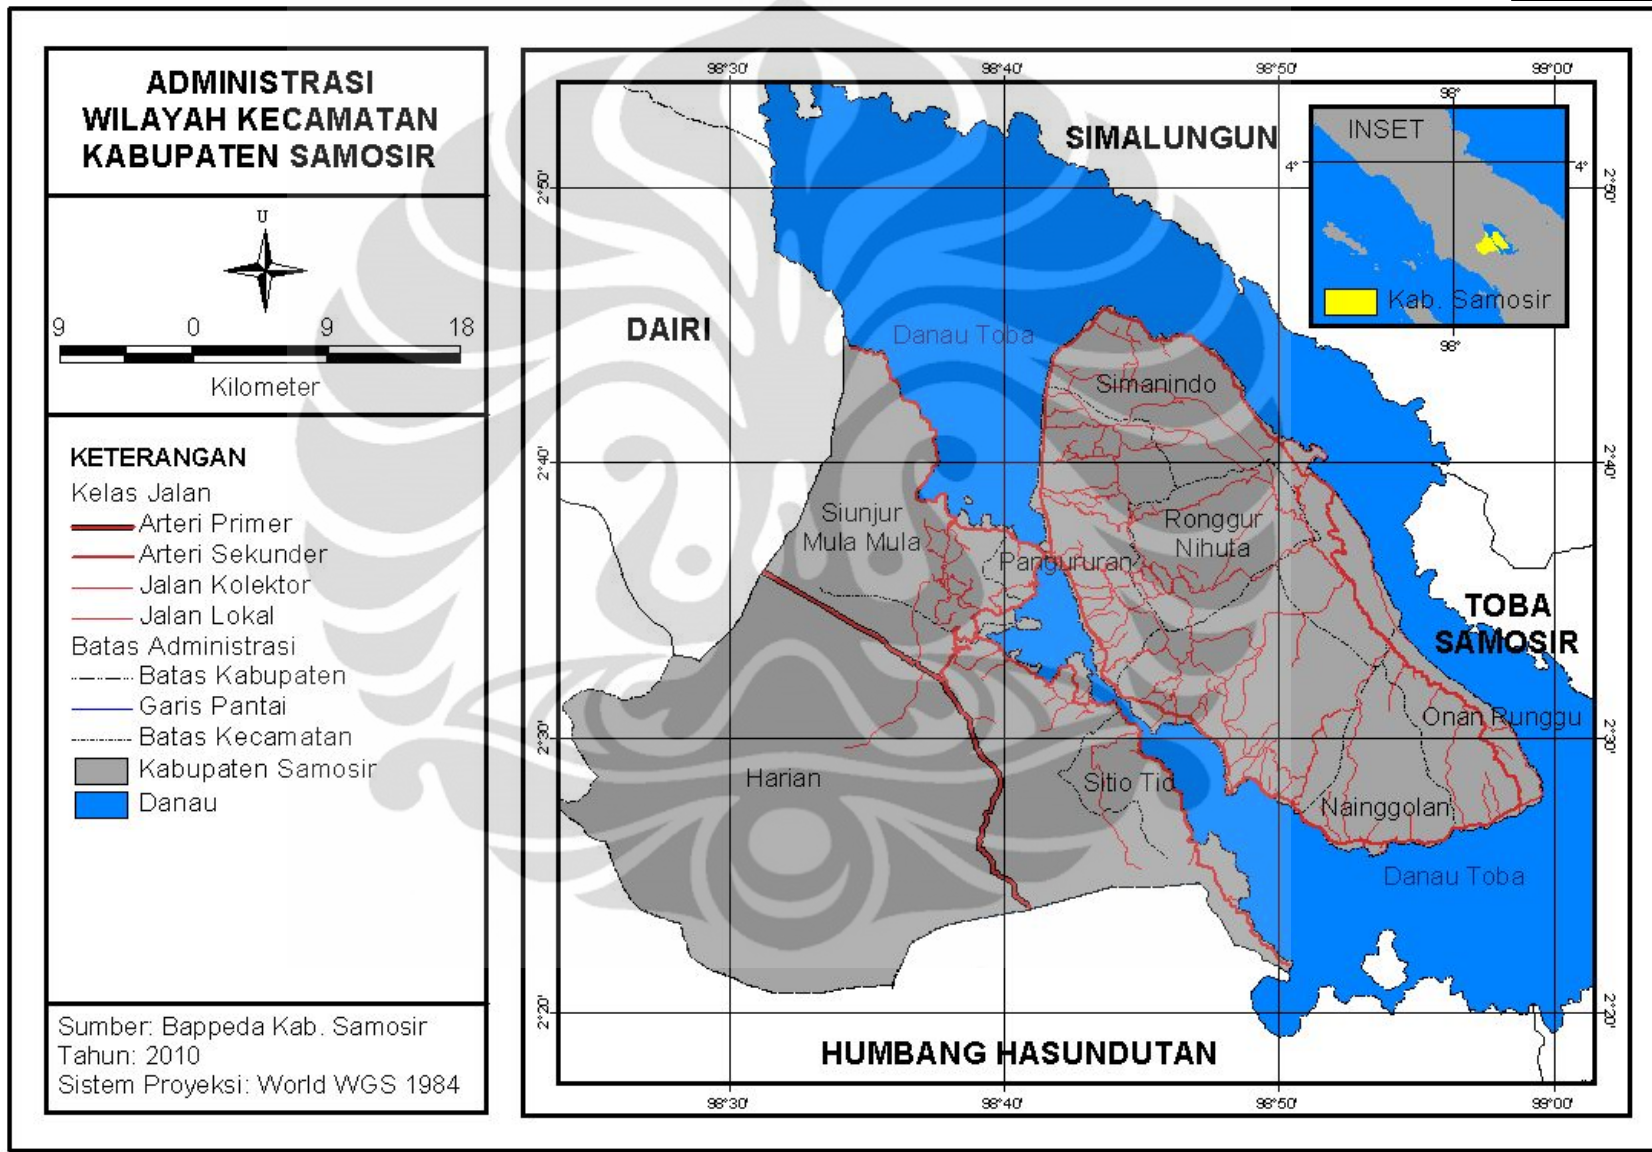 ADMINISTRASI
WILAYAH KECAMATAN
KABUPATEN SAMOSIR
U
9 0 9 18
Kilometer
KETERANGAN
Kelas Jalan
Arteri Primer
Arteri Sekunder
Jalan Kolektor
Jalan Lokal
Batas Administrasi
Batas Kabupaten
Garis Pantai
Batas Kecamatan
Kabupaten Samosir
Danau
Sumber: Bappeda Kab. Samosir
Tahun: 2010
Sistem Proyeksi: World WGS 1984
98°30' 98°40' 98°50' 99°00'
98°
INSET
4° 4°
Kab. Samosir
98°
2°50' 2°50'
SIMALUNGUN
DAIRI
Danau Toba
Simanindo
2°40' 2°40'
Siunjur
Mula Mula
Ronggur
Nihuta
Pangururan
TOBA
SAMOSIR
Onan Runggu
2°30' 2°30'
Harian
Sitio Tio
Nainggolan
Danau Toba
2°20' 2°20'
HUMBANG HASUNDUTAN
98°30' 98°40' 98°50' 99°00'